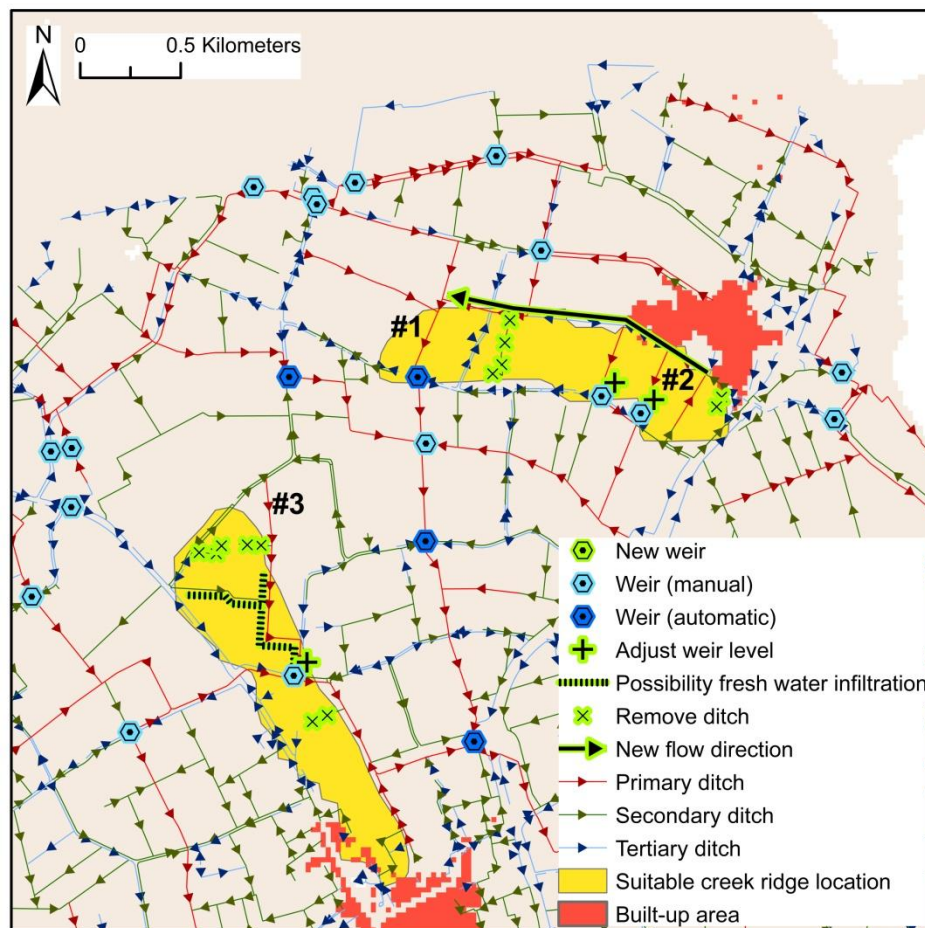 N
0 0.5 Kilometers
#1
#2
#3
New weir
Weir (manual)
Weir (automatic)
Adjust weir level
Possibility fresh water infiltration
Remove ditch
New flow direction
Primary ditch
Secondary ditch
Tertiary ditch
Suitable creek ridge location
Built-up area